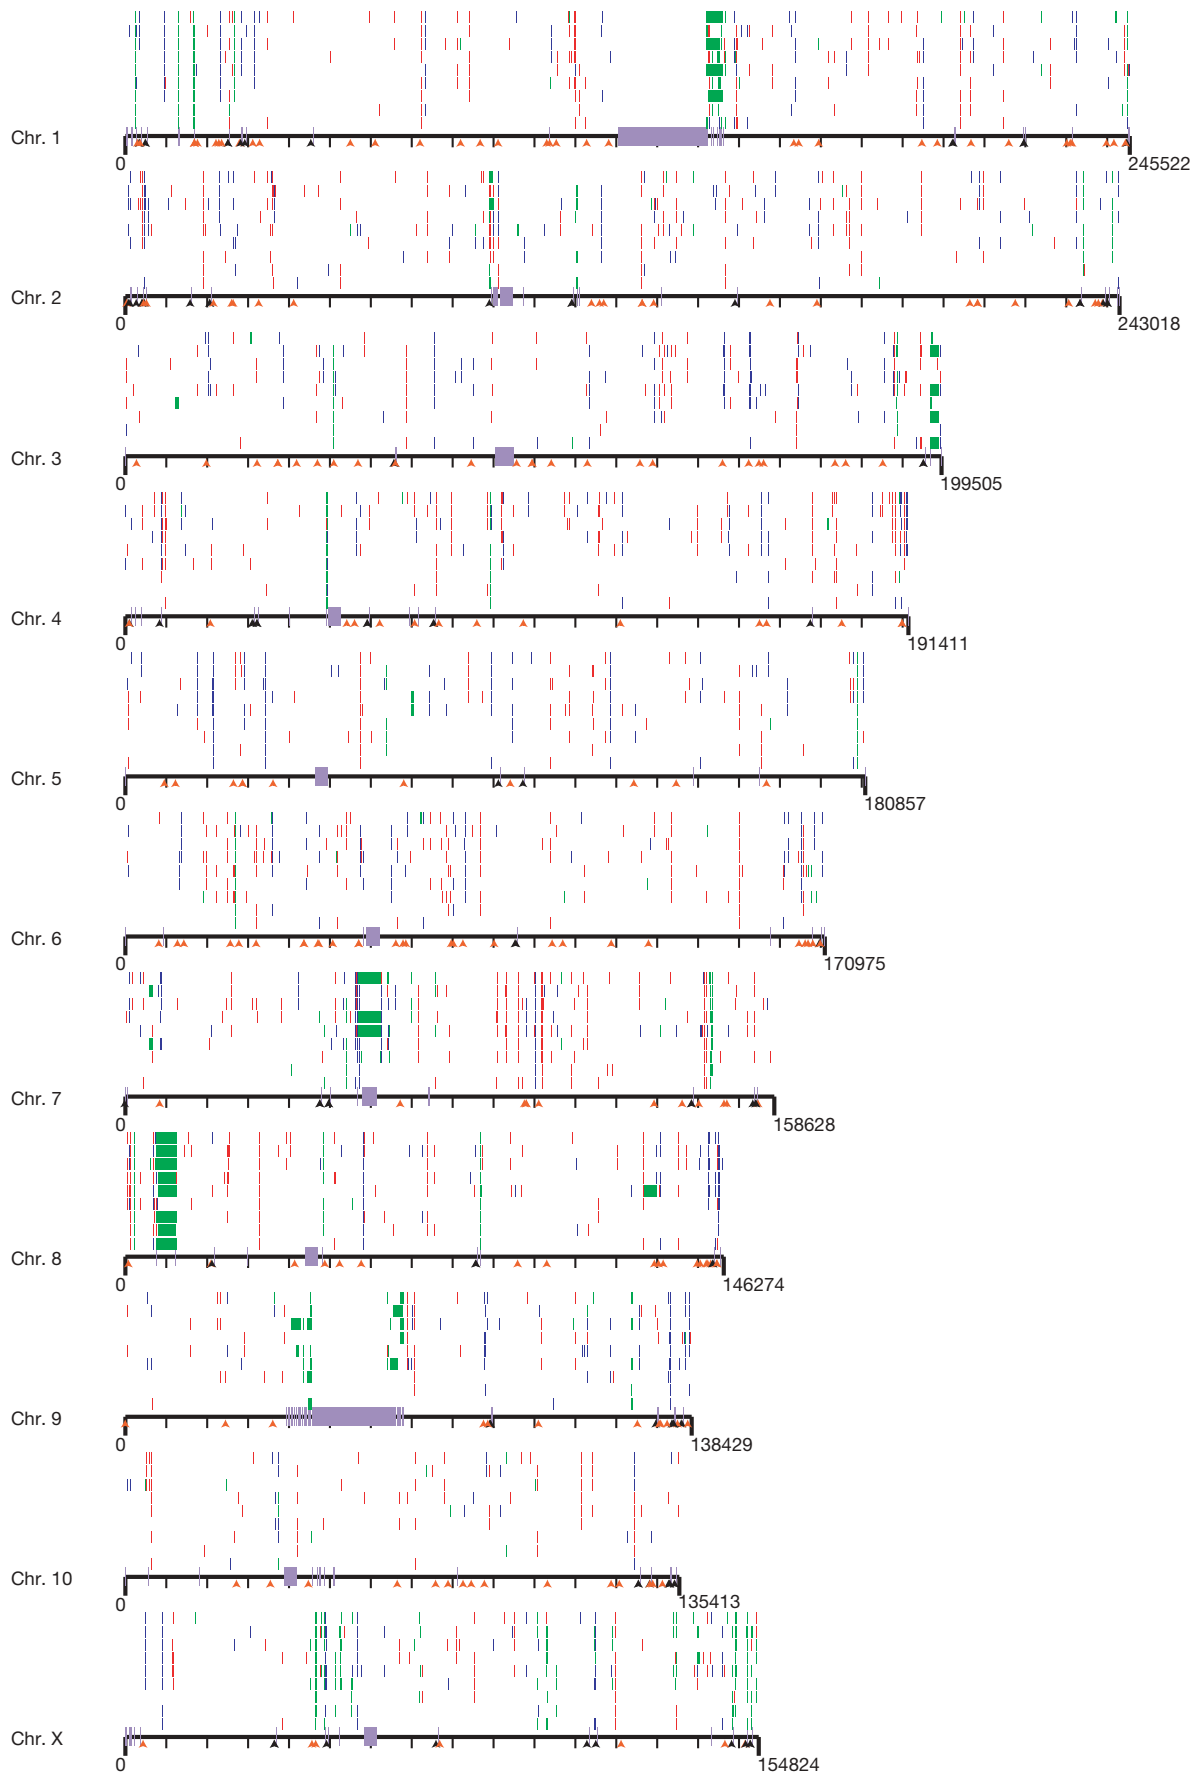 Chr. 1
0
245522
Chr. 2
0
243018
Chr. 3
0
199505
Chr. 4
0
191411
Chr. 5
0
180857
Chr. 6
0
170975
Chr. 7
0
158628
Chr. 8
0
146274
Chr. 9
0
138429
Chr. 10
0
135413
Chr. X
0
154824